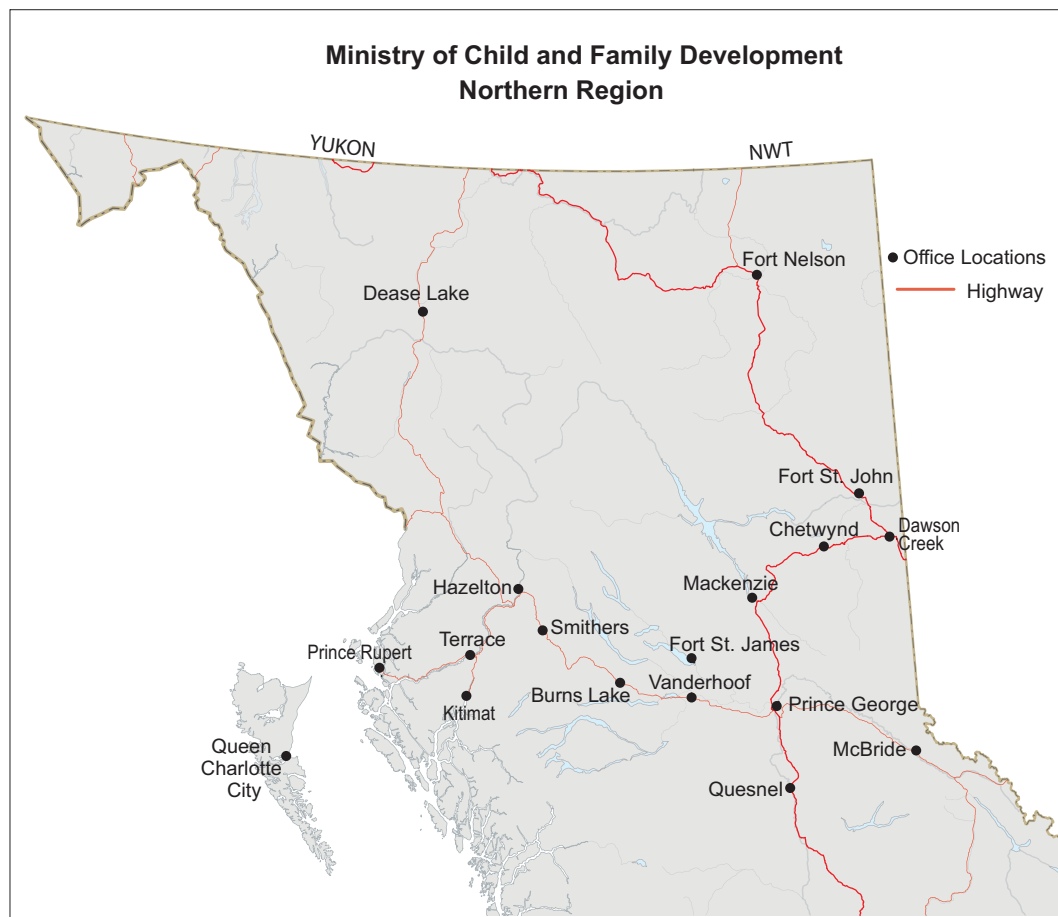 Ministry of Child and Family Development
Northern Region
YUKON
NWT
Fort Nelson
Office Locations
Highway
Dease Lake
Fort St. John
Chetwynd
Dawson
Creek
Hazelton
Mackenzie
Smithers
Terrace
Fort St. James
Prince Rupert
Burns Lake
Vanderhoof
Kitimat
Prince George
Queen
Charlotte
City
McBride
Quesnel